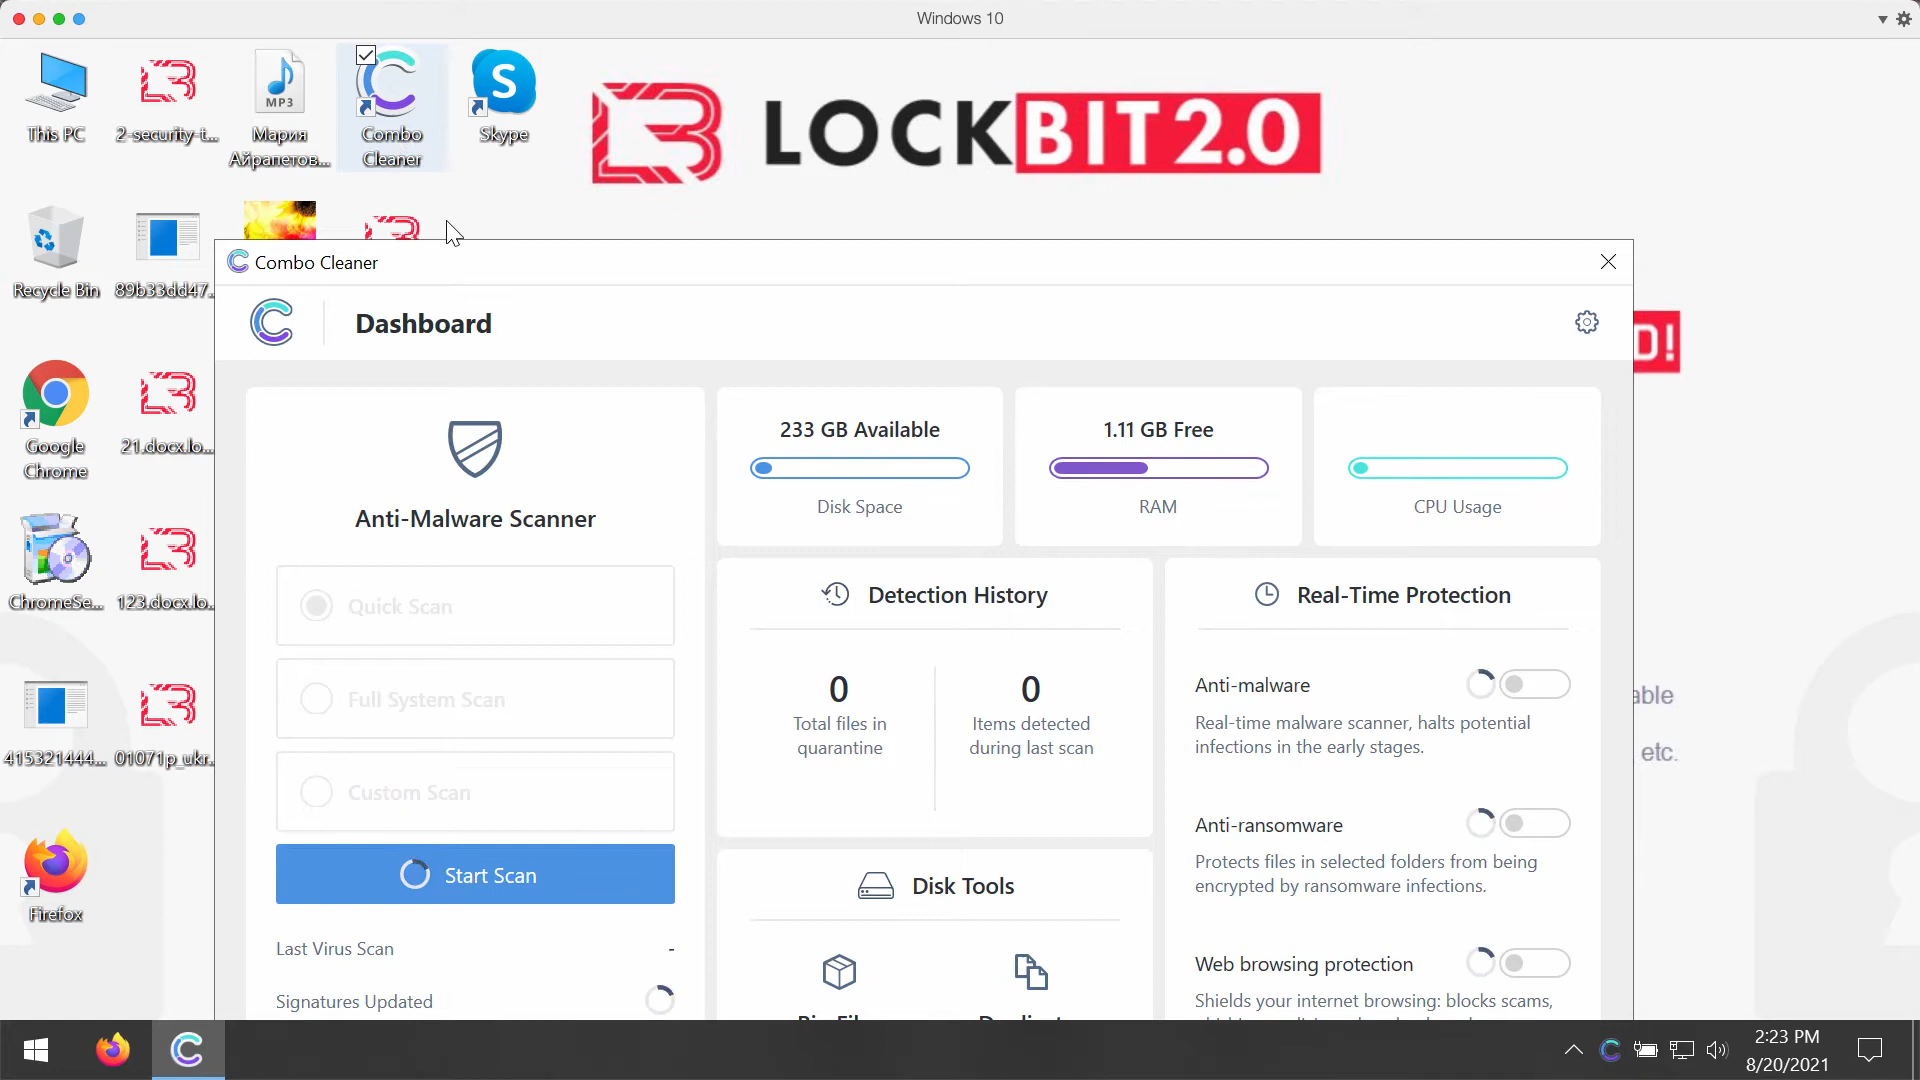 Windows 10
This PC
2-security-t...
Мария
Айрапетов...
MP3
Combo
Cleaner
S
Skype
LOCKBIT 2.0
Recycle Bin
89b33dd47...
Google
Chrome
21.docx.lo...
ChromeSe...
123.docx.lo...
415321444...
01071p_ukr...
Firefox
D!
able
etc.
Combo Cleaner
Dashboard
Anti-Malware Scanner
Quick Scan
Full System Scan
Custom Scan
Start Scan
Last Virus Scan -
Signatures Updated
233 GB Available
Disk Space
1.11 GB Free
RAM
CPU Usage
Detection History
0
Total files in
quarantine
0
Items detected
during last scan
Disk Tools
Real-Time Protection
Anti-malware
Real-time malware scanner, halts potential
infections in the early stages.
Anti-ransomware
Protects files in selected folders from being
encrypted by ransomware infections.
Web browsing protection
Shields your internet browsing: blocks scams,
2:23 PM
8/20/2021